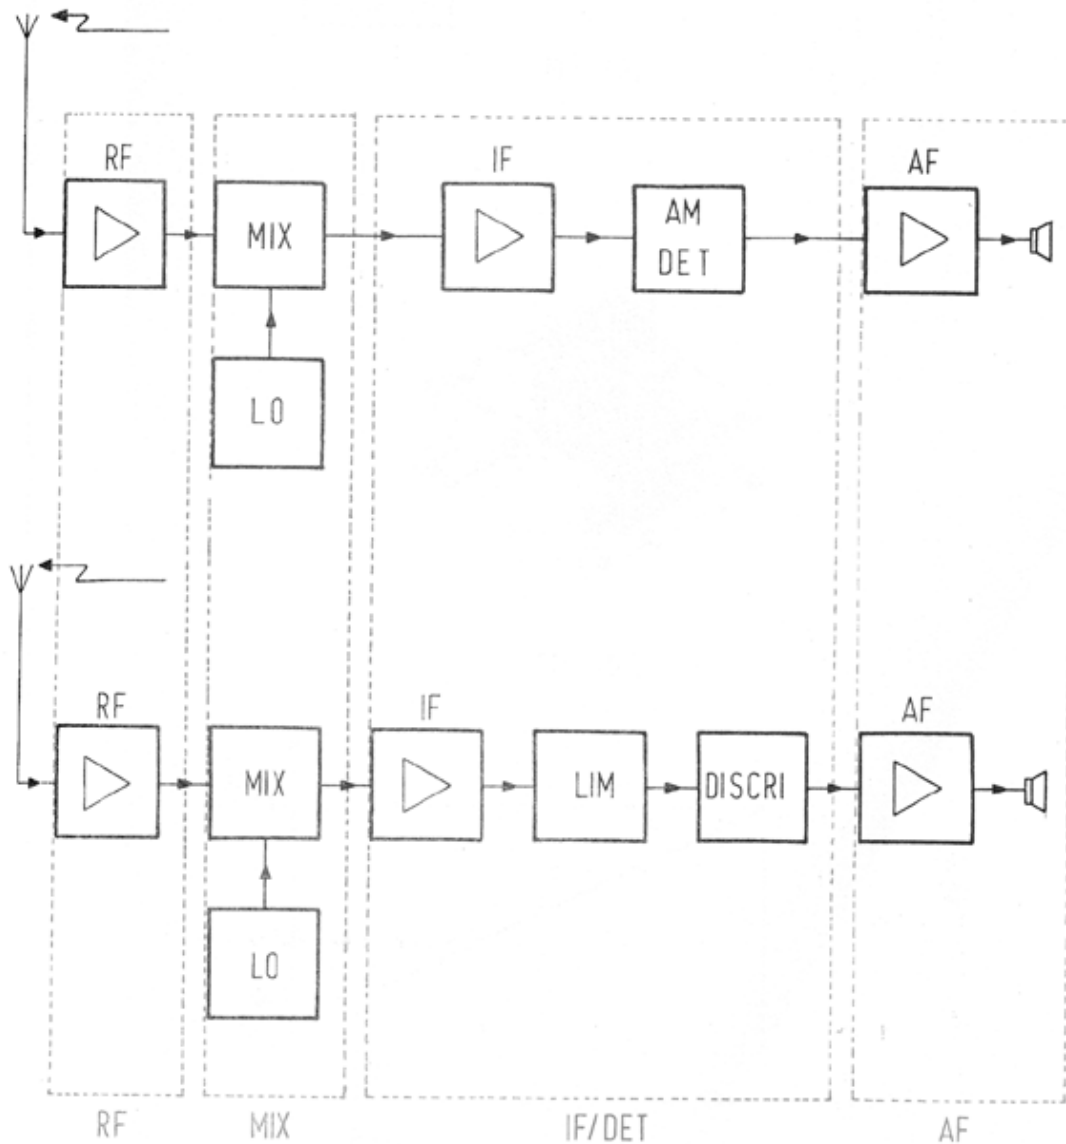 RF
IF
AF
MIX
AM
DET
LO
RF
IF
AF
MIX
LIM
DISCRI
LO
RF
MIX
IF/DET
AF